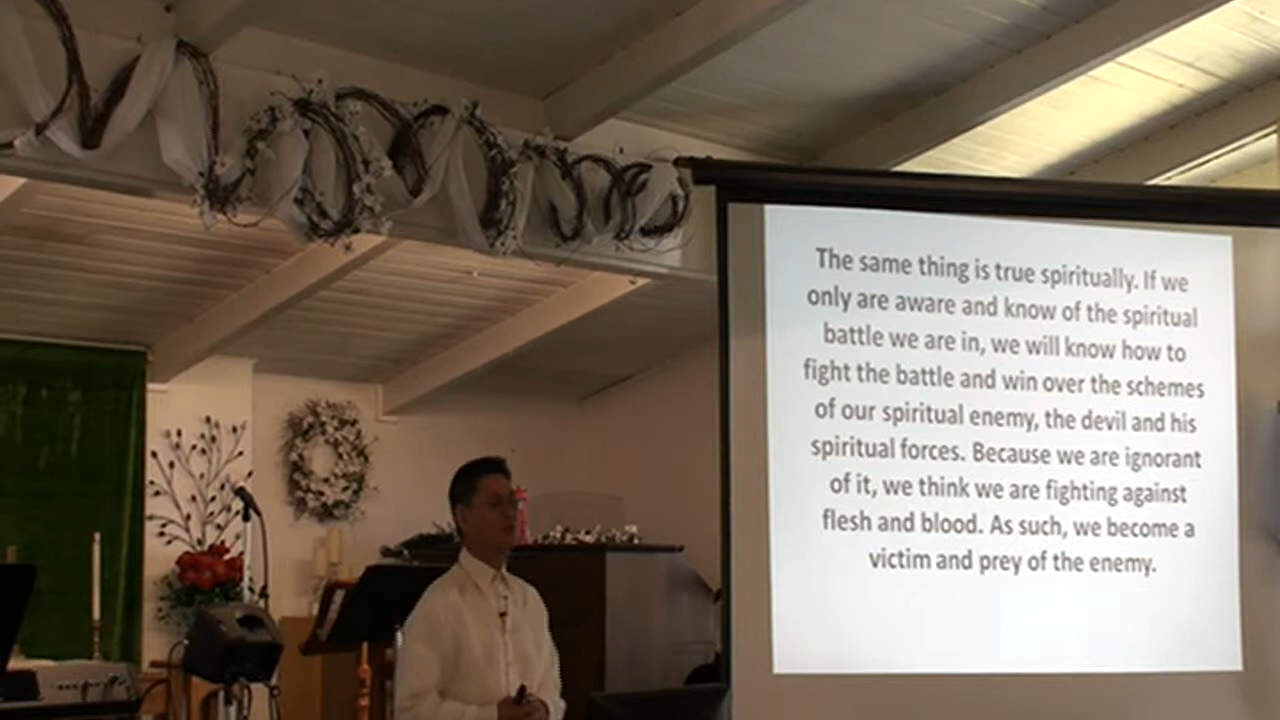 The same thing is true spiritually. If we
only are aware and know of the spiritual
battle we are in, we will know how to
fight the battle and win over the schemes
of our spiritual enemy, the devil and his
spiritual forces. Because we are ignorant
of it, we think we are fighting against
flesh and blood. As such, we become a
victim and prey of the enemy.